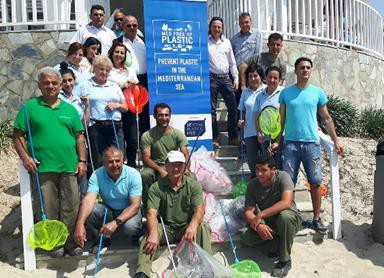 MED FREE OF
PLASTIC
PREVENT PLASTIC
IN THE
MEDITERRANEAN
SEA